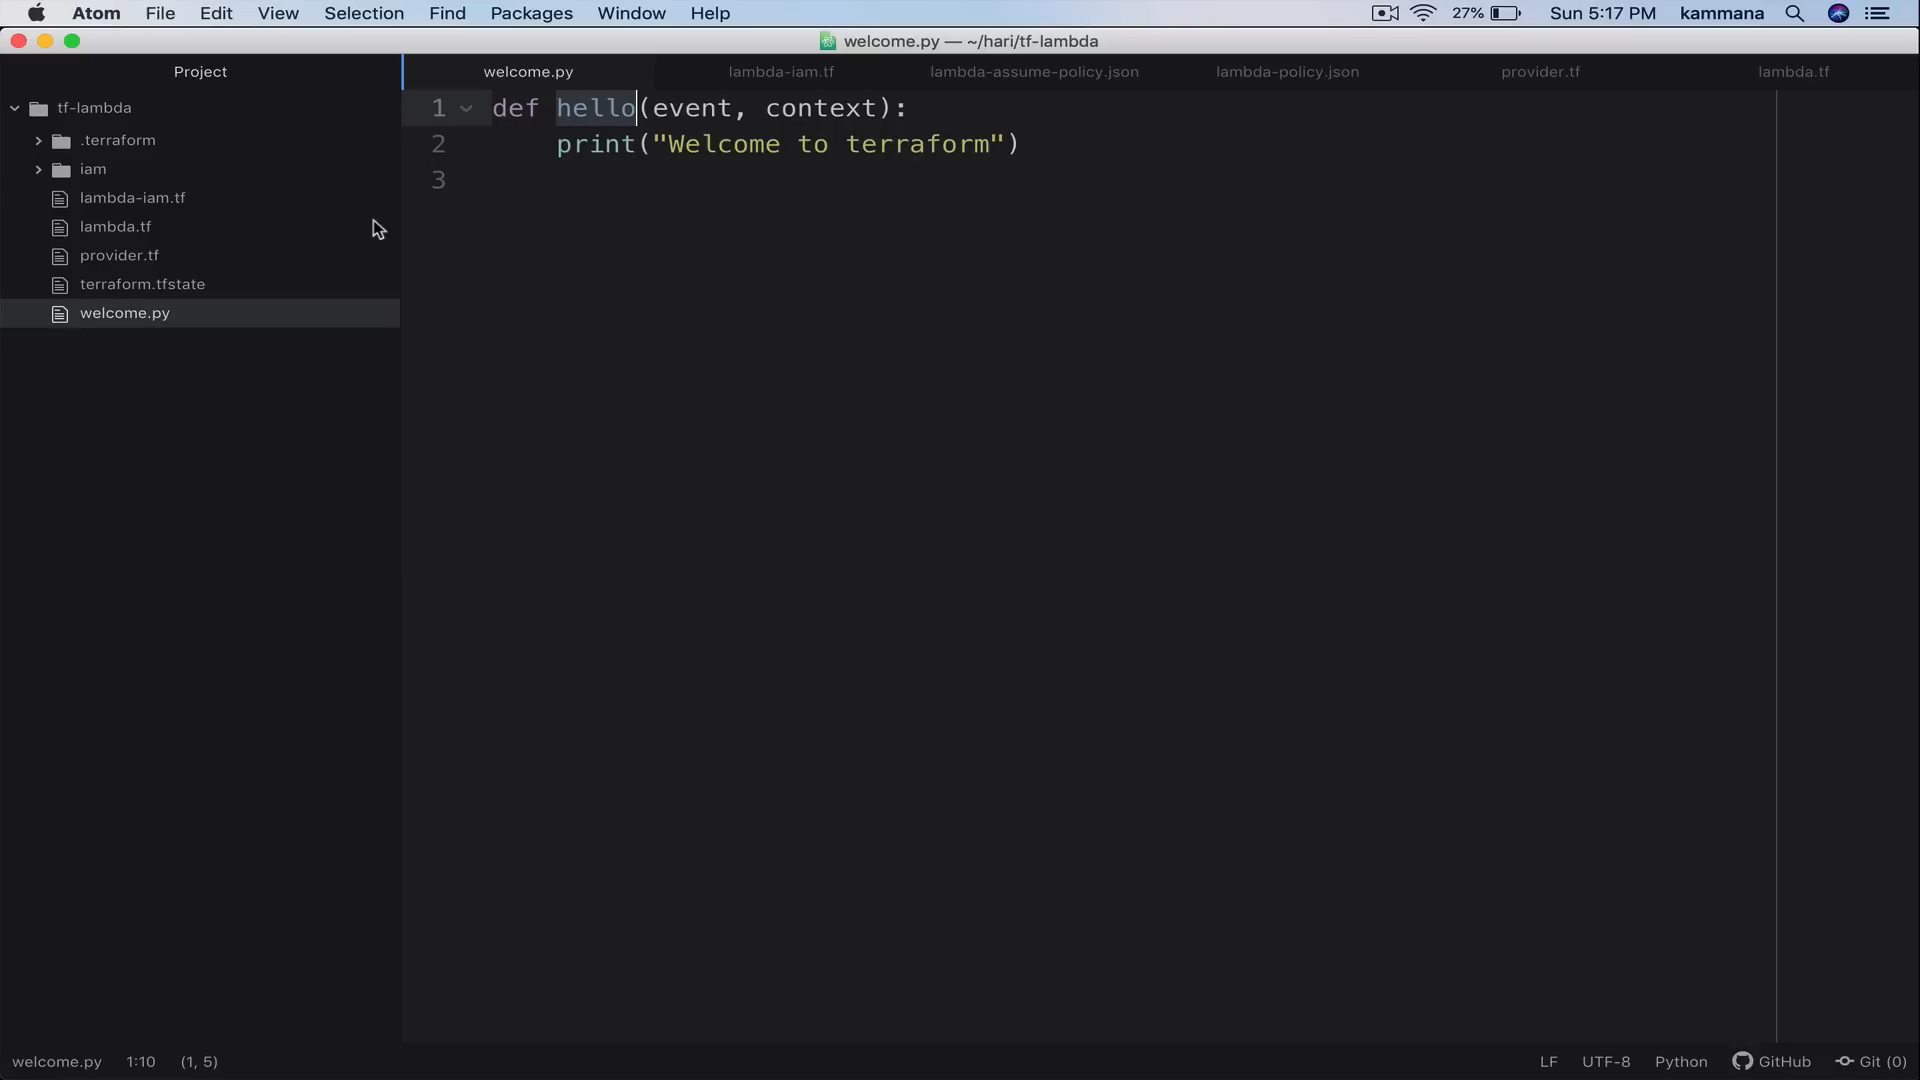 Atom File Edit View Selection Find Packages Window Help 27% Sun 5:17 PM kammana
welcome.py — ~/hari/tf-lambda
Project
tf-lambda
.terraform
iam
lambda-iam.tf
lambda.tf
provider.tf
terraform.tfstate
welcome.py
welcome.py lambda-iam.tf lambda-assume-policy.json lambda-policy.json provider.tf lambda.tf
1 def hello(event, context):
2 print("Welcome to terraform")
3
welcome.py 1:10 (1, 5) LF UTF-8 Python GitHub Git (0)